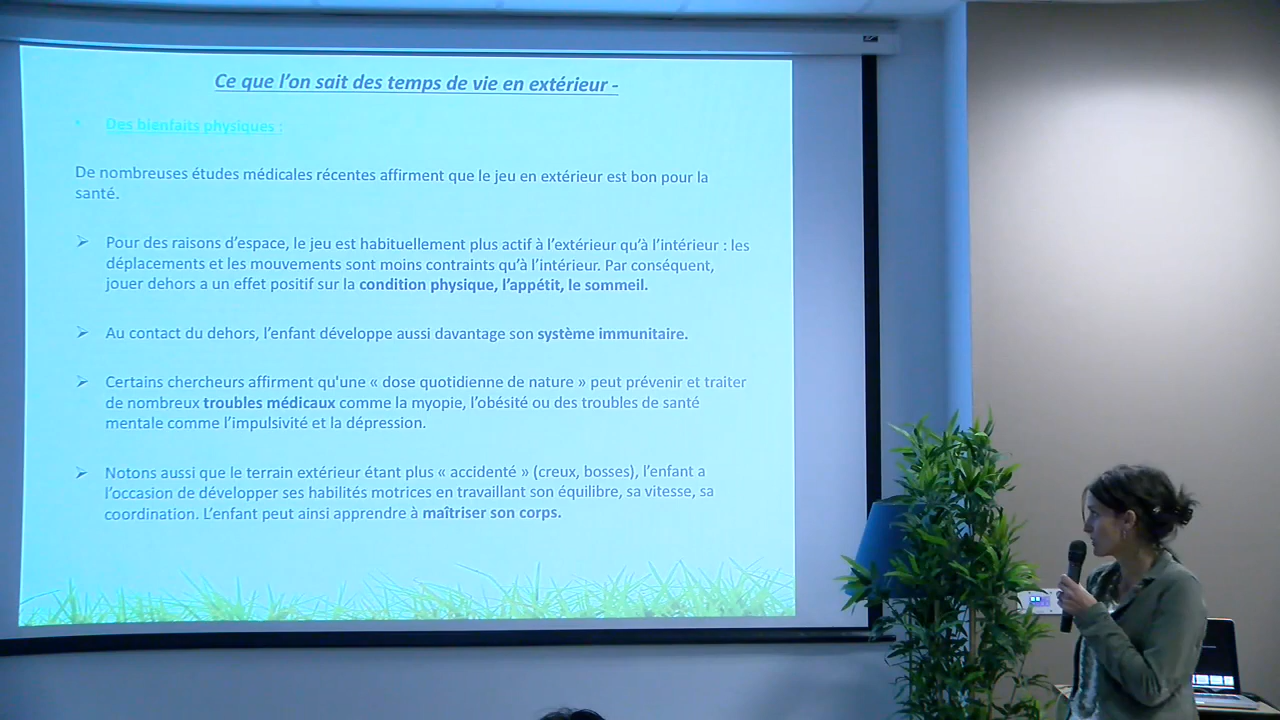 Ce que l'on sait des temps de vie en extérieur -
• Des bienfaits physiques :
De nombreuses études médicales récentes affirment que le jeu en extérieur est bon pour la
santé.
➢ Pour des raisons d'espace, le jeu est habituellement plus actif à l'extérieur qu'à l'intérieur : les
déplacements et les mouvements sont moins contraints qu'à l'intérieur. Par conséquent,
jouer dehors a un effet positif sur la condition physique, l'appétit, le sommeil.
➢ Au contact du dehors, l'enfant développe aussi davantage son système immunitaire.
➢ Certains chercheurs affirment qu'une « dose quotidienne de nature » peut prévenir et traiter
de nombreux troubles médicaux comme la myopie, l'obésité ou des troubles de santé
mentale comme l'impulsivité et la dépression.
➢ Notons aussi que le terrain extérieur étant plus « accidenté » (creux, bosses), l'enfant a
l'occasion de développer ses habilités motrices en travaillant son équilibre, sa vitesse, sa
coordination. L'enfant peut ainsi apprendre à maîtriser son corps.